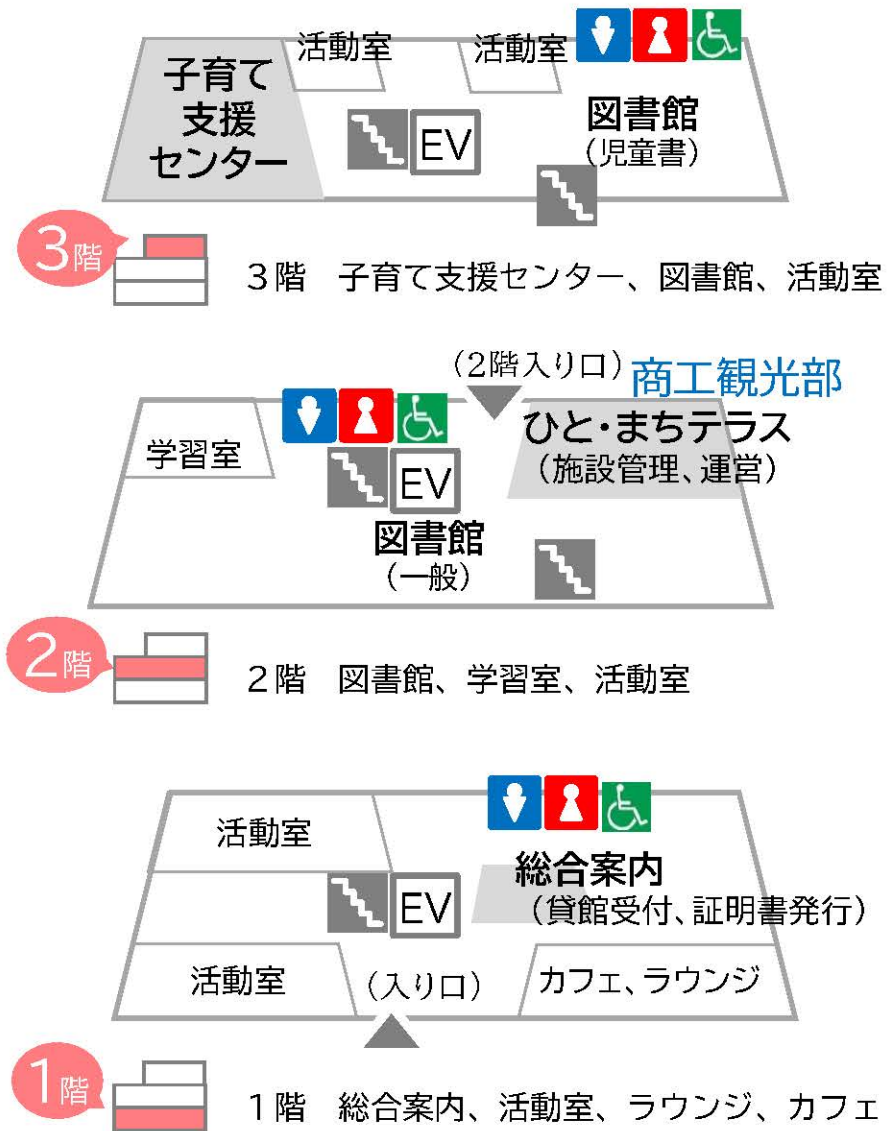 活動室 活動室
子育て
支援
センター
EV
図書館
(児童書)
3階
3階 子育て支援センター、図書館、活動室
(2階入り口)
商工観光部
ひと・まちテラス
(施設管理、運営)
学習室
EV
図書館
(一般)
2階
2階 図書館、学習室、活動室
活動室
総合案内
(貸館受付、証明書発行)
EV
活動室
(入り口)
カフェ、ラウンジ
1階
1階 総合案内、活動室、ラウンジ、カフェ